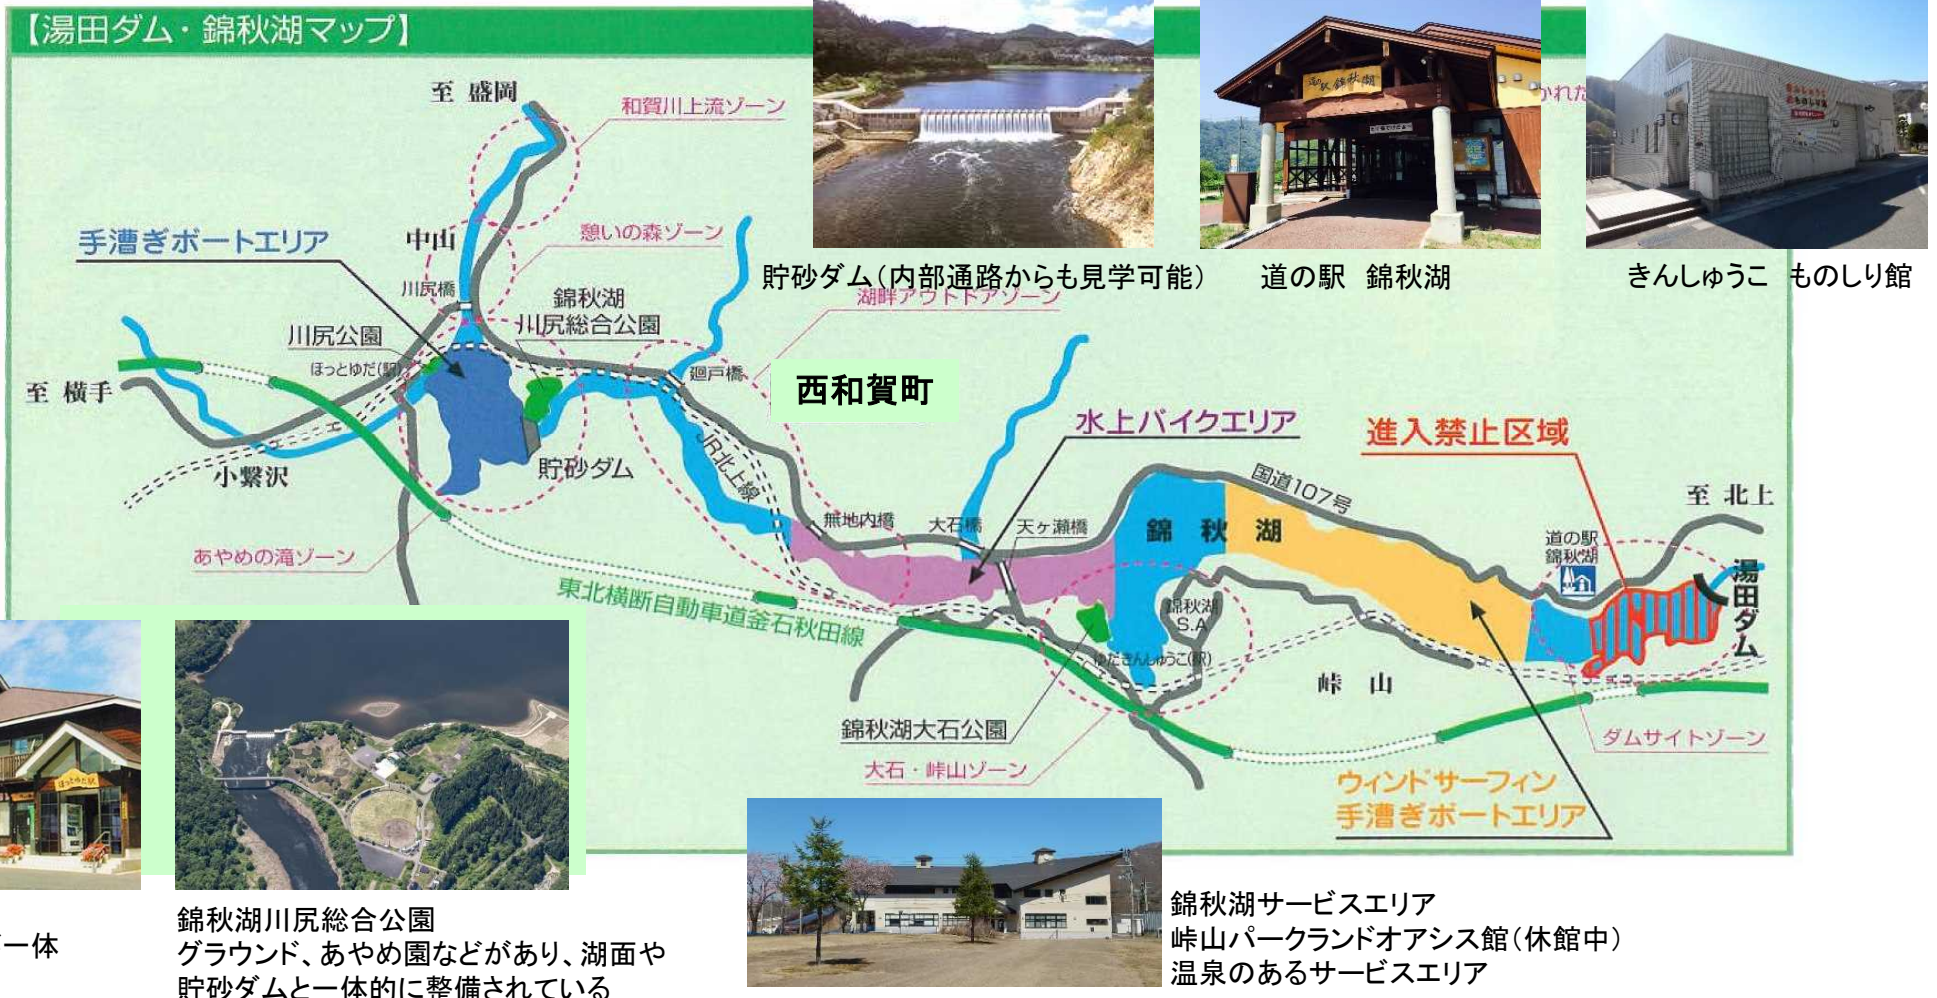 【湯田ダム・錦秋湖マップ】
至 盛岡
和賀川上流ゾーン
道の駅 錦秋湖
かれた
手漕ぎボートエリア
中山
憩いの森ゾーン
貯砂ダム(内部通路からも見学可能)
道の駅 錦秋湖
きんしゅうこ ものしり館
川尻橋
錦秋湖
川尻総合公園
湖畔アウトドアゾーン
川尻公園
ほっとゆだ(駅)
廻戸橋
西和賀町
至 横手
水上バイクエリア
進入禁止区域
小繋沢
貯砂ダム
JR北上線
国道107号
至 北上
無地内橋
大石橋
天ヶ瀬橋
錦秋湖
道の駅
錦秋湖
湯田ダム
あやめの滝ゾーン
東北横断自動車道釜石秋田線
錦秋湖
S.A
ゆだきんしゅうこ(駅)
峠山
錦秋湖大石公園
ダムサイトゾーン
大石・峠山ゾーン
ウィンドサーフィン
手漕ぎボートエリア
ほっとゆだ駅
一体
錦秋湖川尻総合公園
グラウンド、あやめ園などがあり、湖面や
貯砂ダムと一体的に整備されている
錦秋湖サービスエリア
峠山パークランドオアシス館(休館中)
温泉のあるサービスエリア